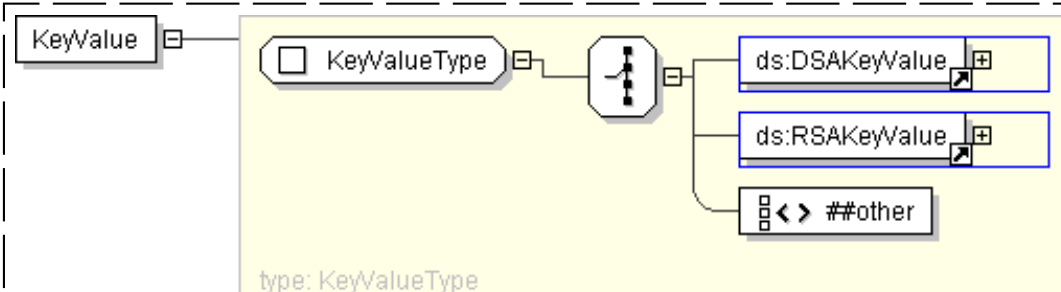 KeyValue
KeyValueType
ds:DSAKeyValue
ds:RSAKeyValue
##other
type: KeyValueType